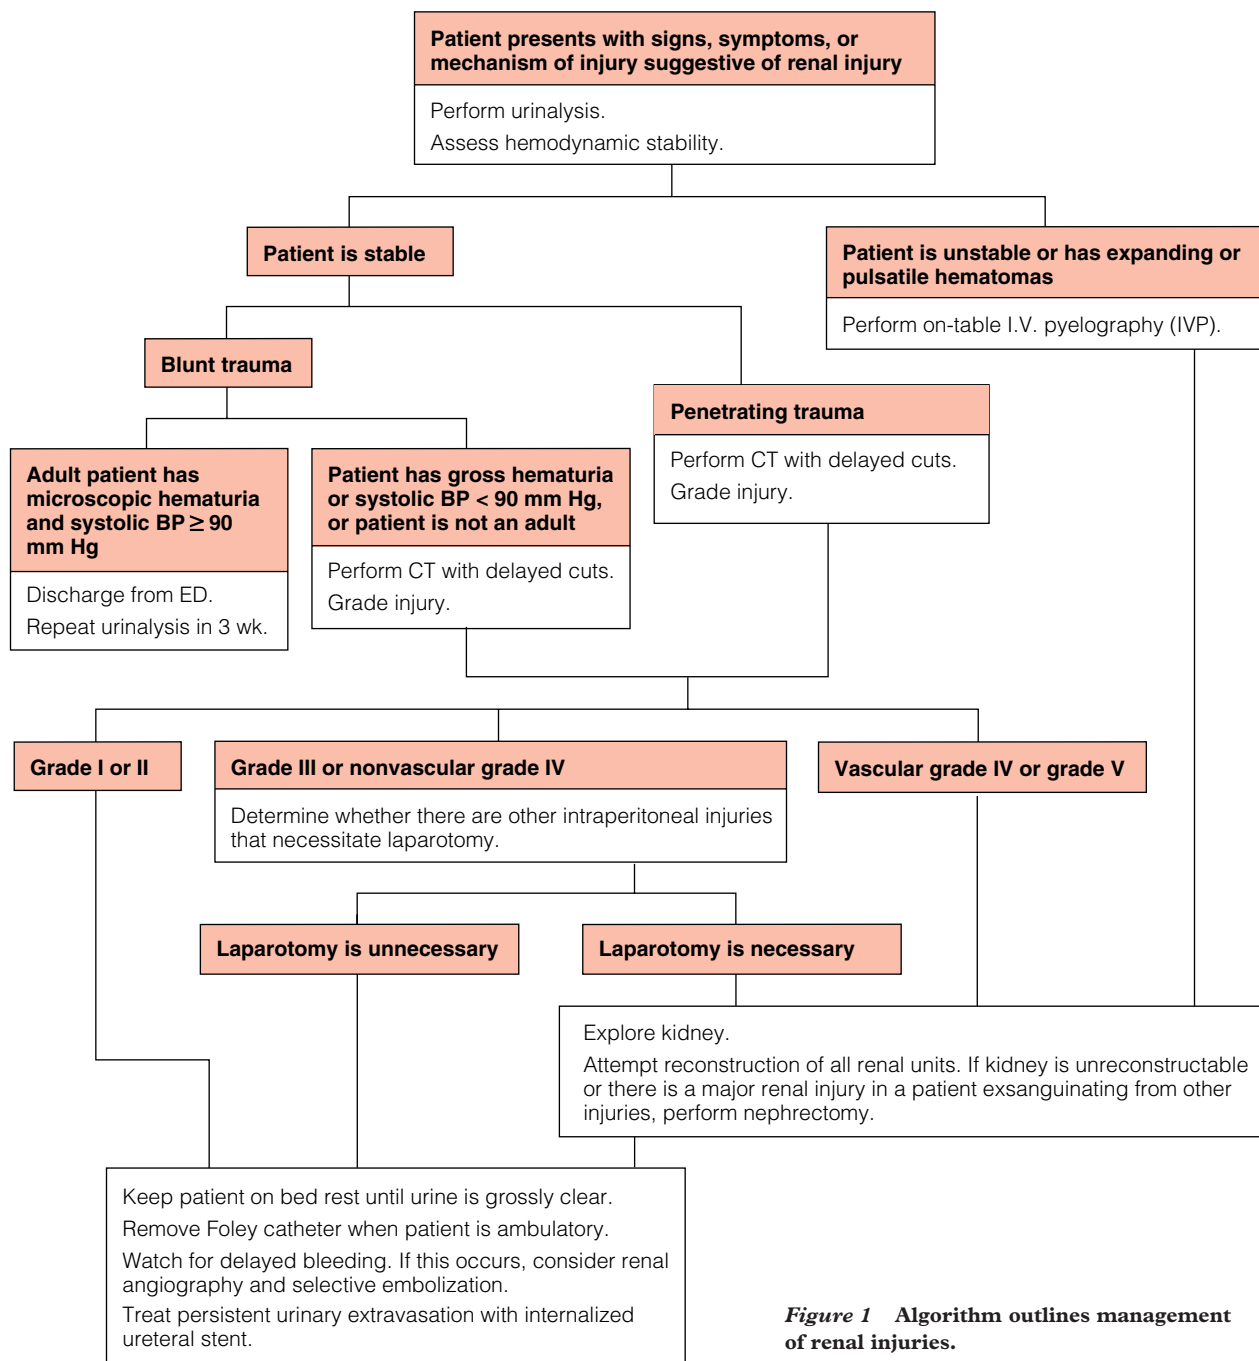 Patient presents with signs, symptoms, or
mechanism of injury suggestive of renal injury
Perform urinalysis.
Assess hemodynamic stability.
Patient is stable
Patient is unstable or has expanding or
pulsatile hematomas
Perform on-table I.V. pyelography (IVP).
Blunt trauma
Penetrating trauma
Perform CT with delayed cuts.
Grade injury.
Adult patient has
microscopic hematuria
and systolic BP ≥ 90
mm Hg
Discharge from ED.
Repeat urinalysis in 3 wk.
Patient has gross hematuria
or systolic BP < 90 mm Hg,
or patient is not an adult
Perform CT with delayed cuts.
Grade injury.
Grade I or II
Grade III or nonvascular grade IV
Determine whether there are other intraperitoneal injuries
that necessitate laparotomy.
Vascular grade IV or grade V
Laparotomy is unnecessary
Laparotomy is necessary
Explore kidney.
Attempt reconstruction of all renal units. If kidney is unreconstructable
or there is a major renal injury in a patient exsanguinating from other
injuries, perform nephrectomy.
Keep patient on bed rest until urine is grossly clear.
Remove Foley catheter when patient is ambulatory.
Watch for delayed bleeding. If this occurs, consider renal
angiography and selective embolization.
Treat persistent urinary extravasation with internalized
ureteral stent.
Figure 1 Algorithm outlines management
of renal injuries.